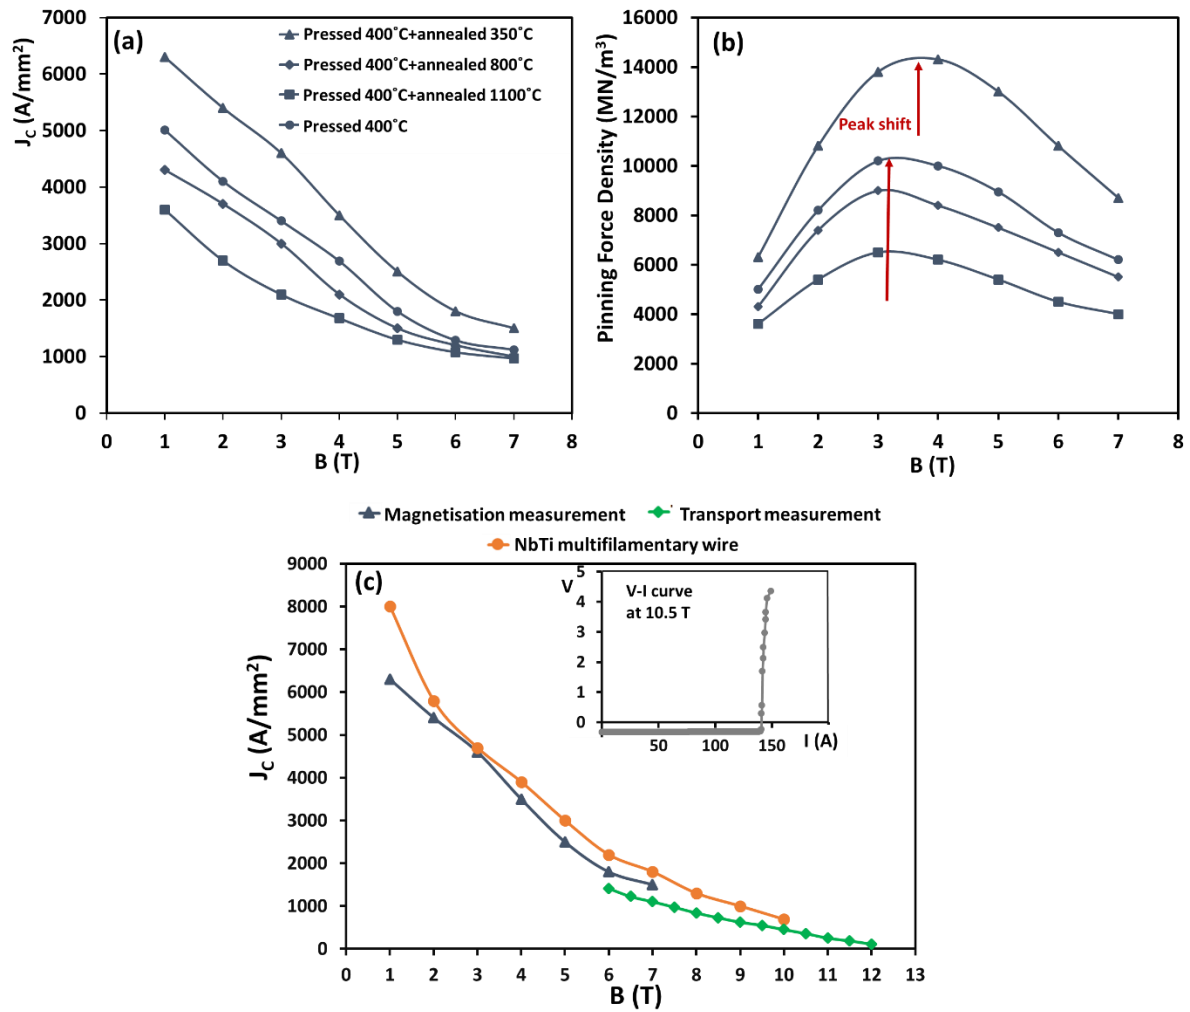 (a)
Pressed 400˚C+annealed 350˚C
Pressed 400˚C+annealed 800˚C
Pressed 400˚C+annealed 1100˚C
Pressed 400˚C
J_C (A/mm²)
7000
6000
5000
4000
3000
2000
1000
0
0 1 2 3 4 5 6 7 8
B (T)
(b)
Peak shift
Pinning Force Density (MN/m³)
16000
14000
12000
10000
8000
6000
4000
2000
0
0 1 2 3 4 5 6 7 8
B (T)
Magnetisation measurement Transport measurement
NbTi multifilamentary wire
(c)
J_C (A/mm²)
9000
8000
7000
6000
5000
4000
3000
2000
1000
0
0 1 2 3 4 5 6 7 8 9 10 11 12 13
B (T)
V
V-I curve
at 10.5 T
5
4
3
2
1
0
50 100 150 I (A)